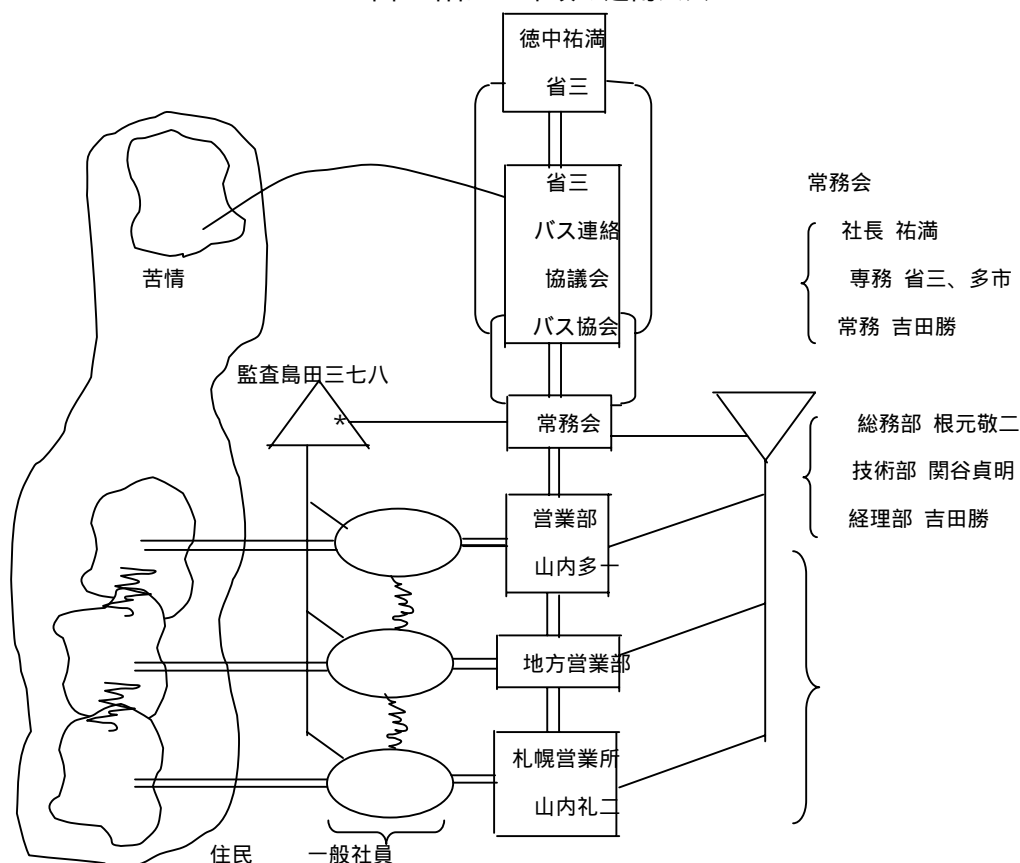 徳中祐満
省三
省三
バス連絡
協議会
バス協会
常務会
社長 祐満
専務 省三、多市
常務 吉田勝
苦情
監査島田三七八
*
常務会
総務部 根元敬二
技術部 関谷貞明
経理部 吉田勝
営業部
山内多一
地方営業部
札幌営業所
山内礼二
住民
一般社員